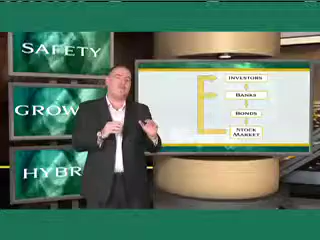 SAFETY
GROW
HYBR
INVESTORS
BANKS
BONDS
STOCK
MARKET